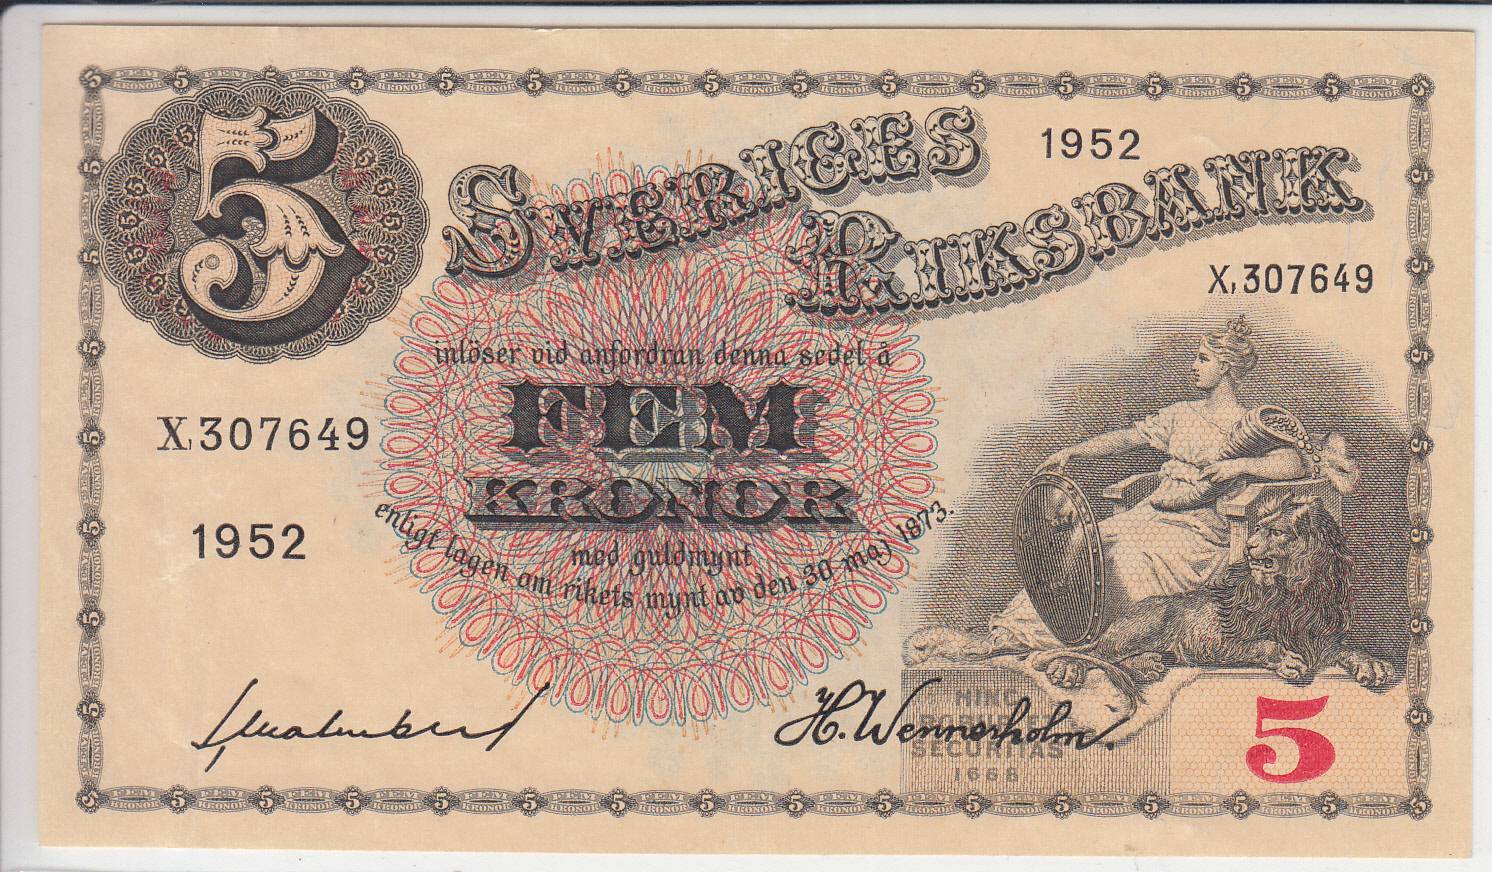 5
SVERIGES
RIKSBANK
1952
X,307649
inlöser vid anfordran denna sedel å
FEM
KRONOR
med guldmynt
enligt lagen om rikets mynt av den 30 maj 1873.
X,307649
1952
H. Wennerholm.
HINC
SECURITAS
1668
5